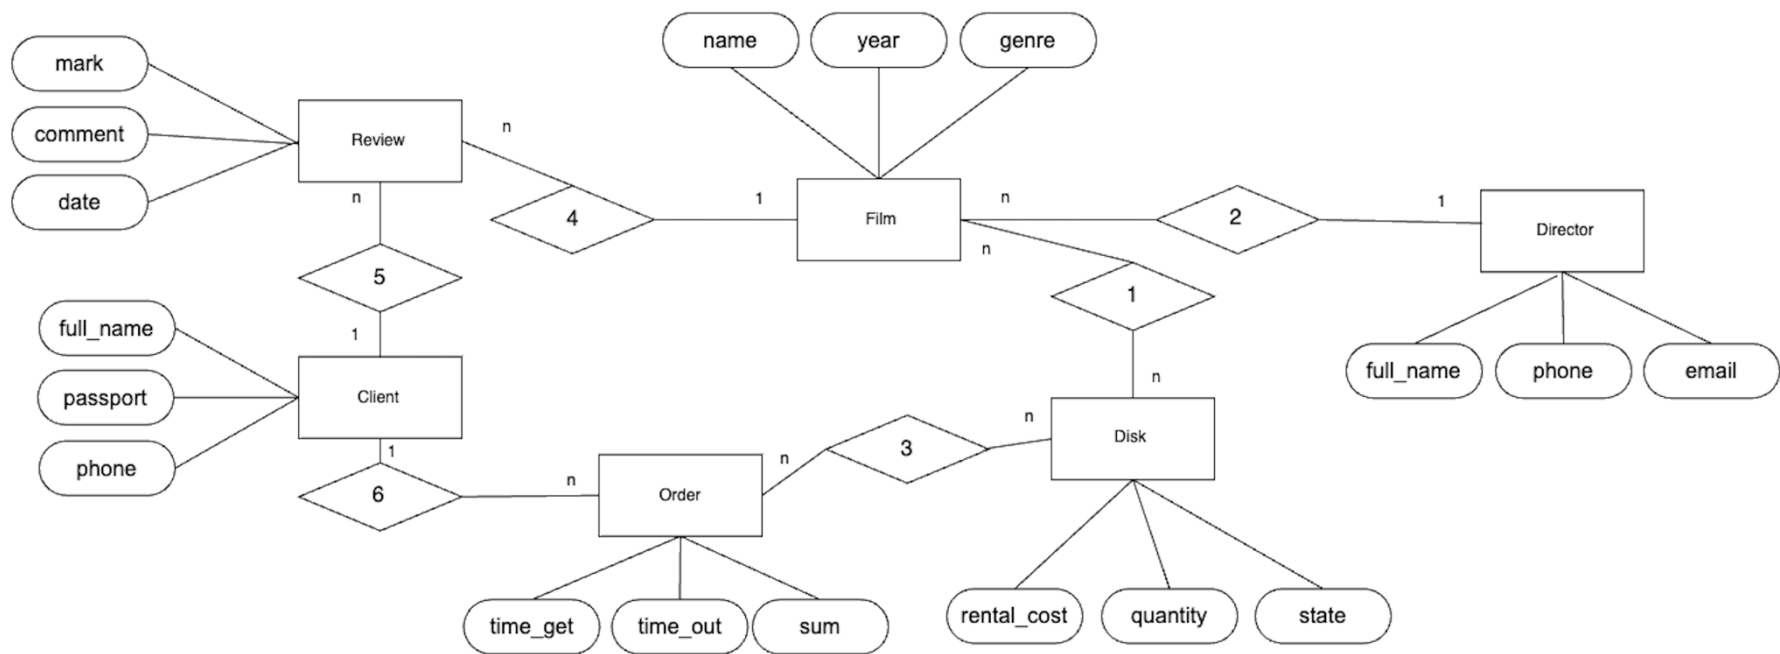 name
year
genre
mark
comment
date
Review
n
n
4
1
Film
n
n
2
1
Director
5
1
1
n
full_name
phone
email
full_name
passport
phone
Client
1
6
n
Order
n
3
n
Disk
time_get
time_out
sum
rental_cost
quantity
state